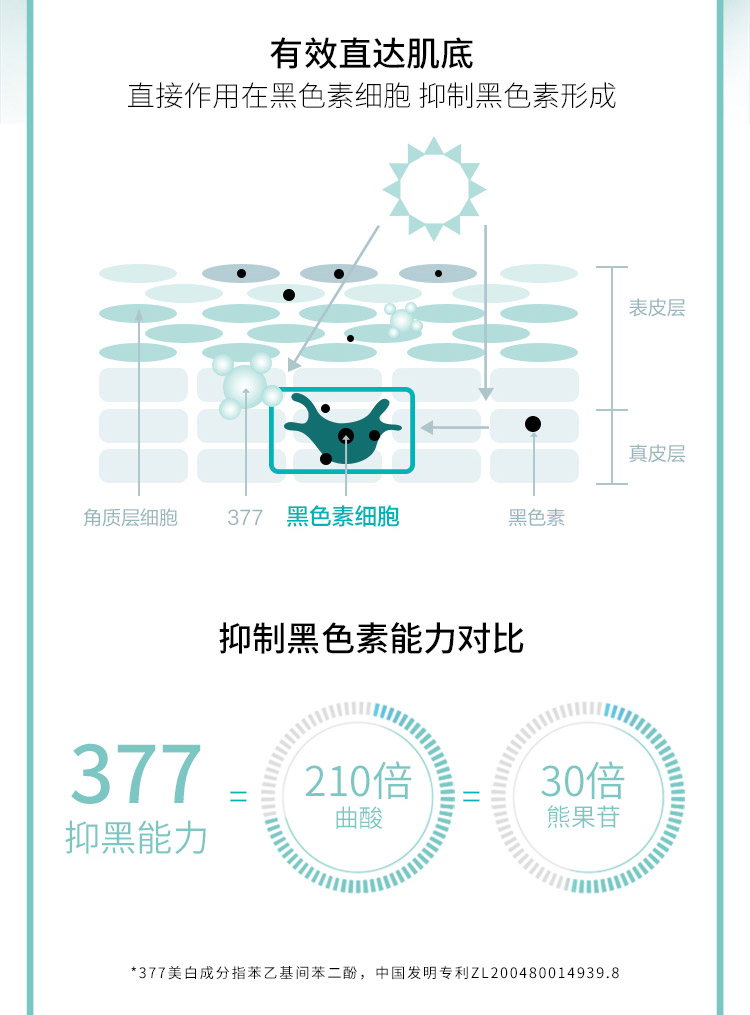 有效直达肌底
直接作用在黑色素细胞 抑制黑色素形成
表皮层
真皮层
角质层细胞
377
黑色素细胞
黑色素
抑制黑色素能力对比
377
抑黑能力
=
210倍
曲酸
=
30倍
熊果苷
*377美白成分指苯乙基间苯二酚，中国发明专利ZL200480014939.8